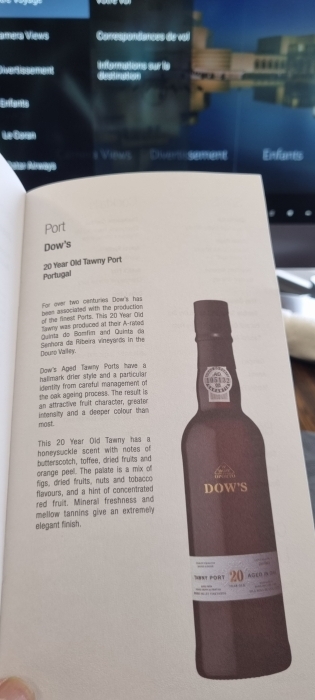 Correspondances de vol
Camera Views
Informations sur la
destination
Divertissement
Enfants
Le Coran
Views Divertissement Enfants
Port
Dow's
20 Year Old Tawny Port
Portugal
For over two centuries Dow's has
been associated with the production
of the finest Ports. This 20 Year Old
Tawny was produced at their A-rated
Quinta do Bomfim and Quinta da
Senhora da Ribeira vineyards in the
Douro Valley.
Dow's Aged Tawny Ports have a
hallmark drier style and a particular
identity from careful management of
the oak ageing process. The result is
an attractive fruit character, greater
intensity and a deeper colour than
most.
This 20 Year Old Tawny has a
honeysuckle scent with notes of
butterscotch, toffee, dried fruits and
orange peel. The palate is a mix of
figs, dried fruits, nuts and tobacco
flavours, and a hint of concentrated
red fruit. Mineral freshness and
mellow tannins give an extremely
elegant finish.
DOW'S
TAWNY PORT 20 AGED